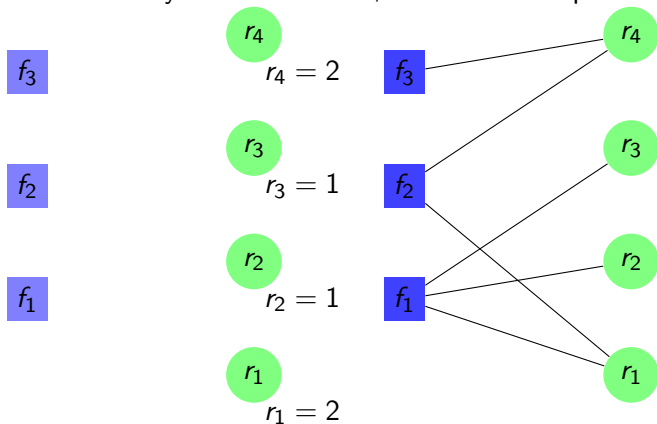 r₄ r₄
f₃ r₄ = 2 f₃
r₃ r₃
f₂ r₃ = 1 f₂
r₂ r₂
f₁ r₂ = 1 f₁
r₁ r₁
r₁ = 2